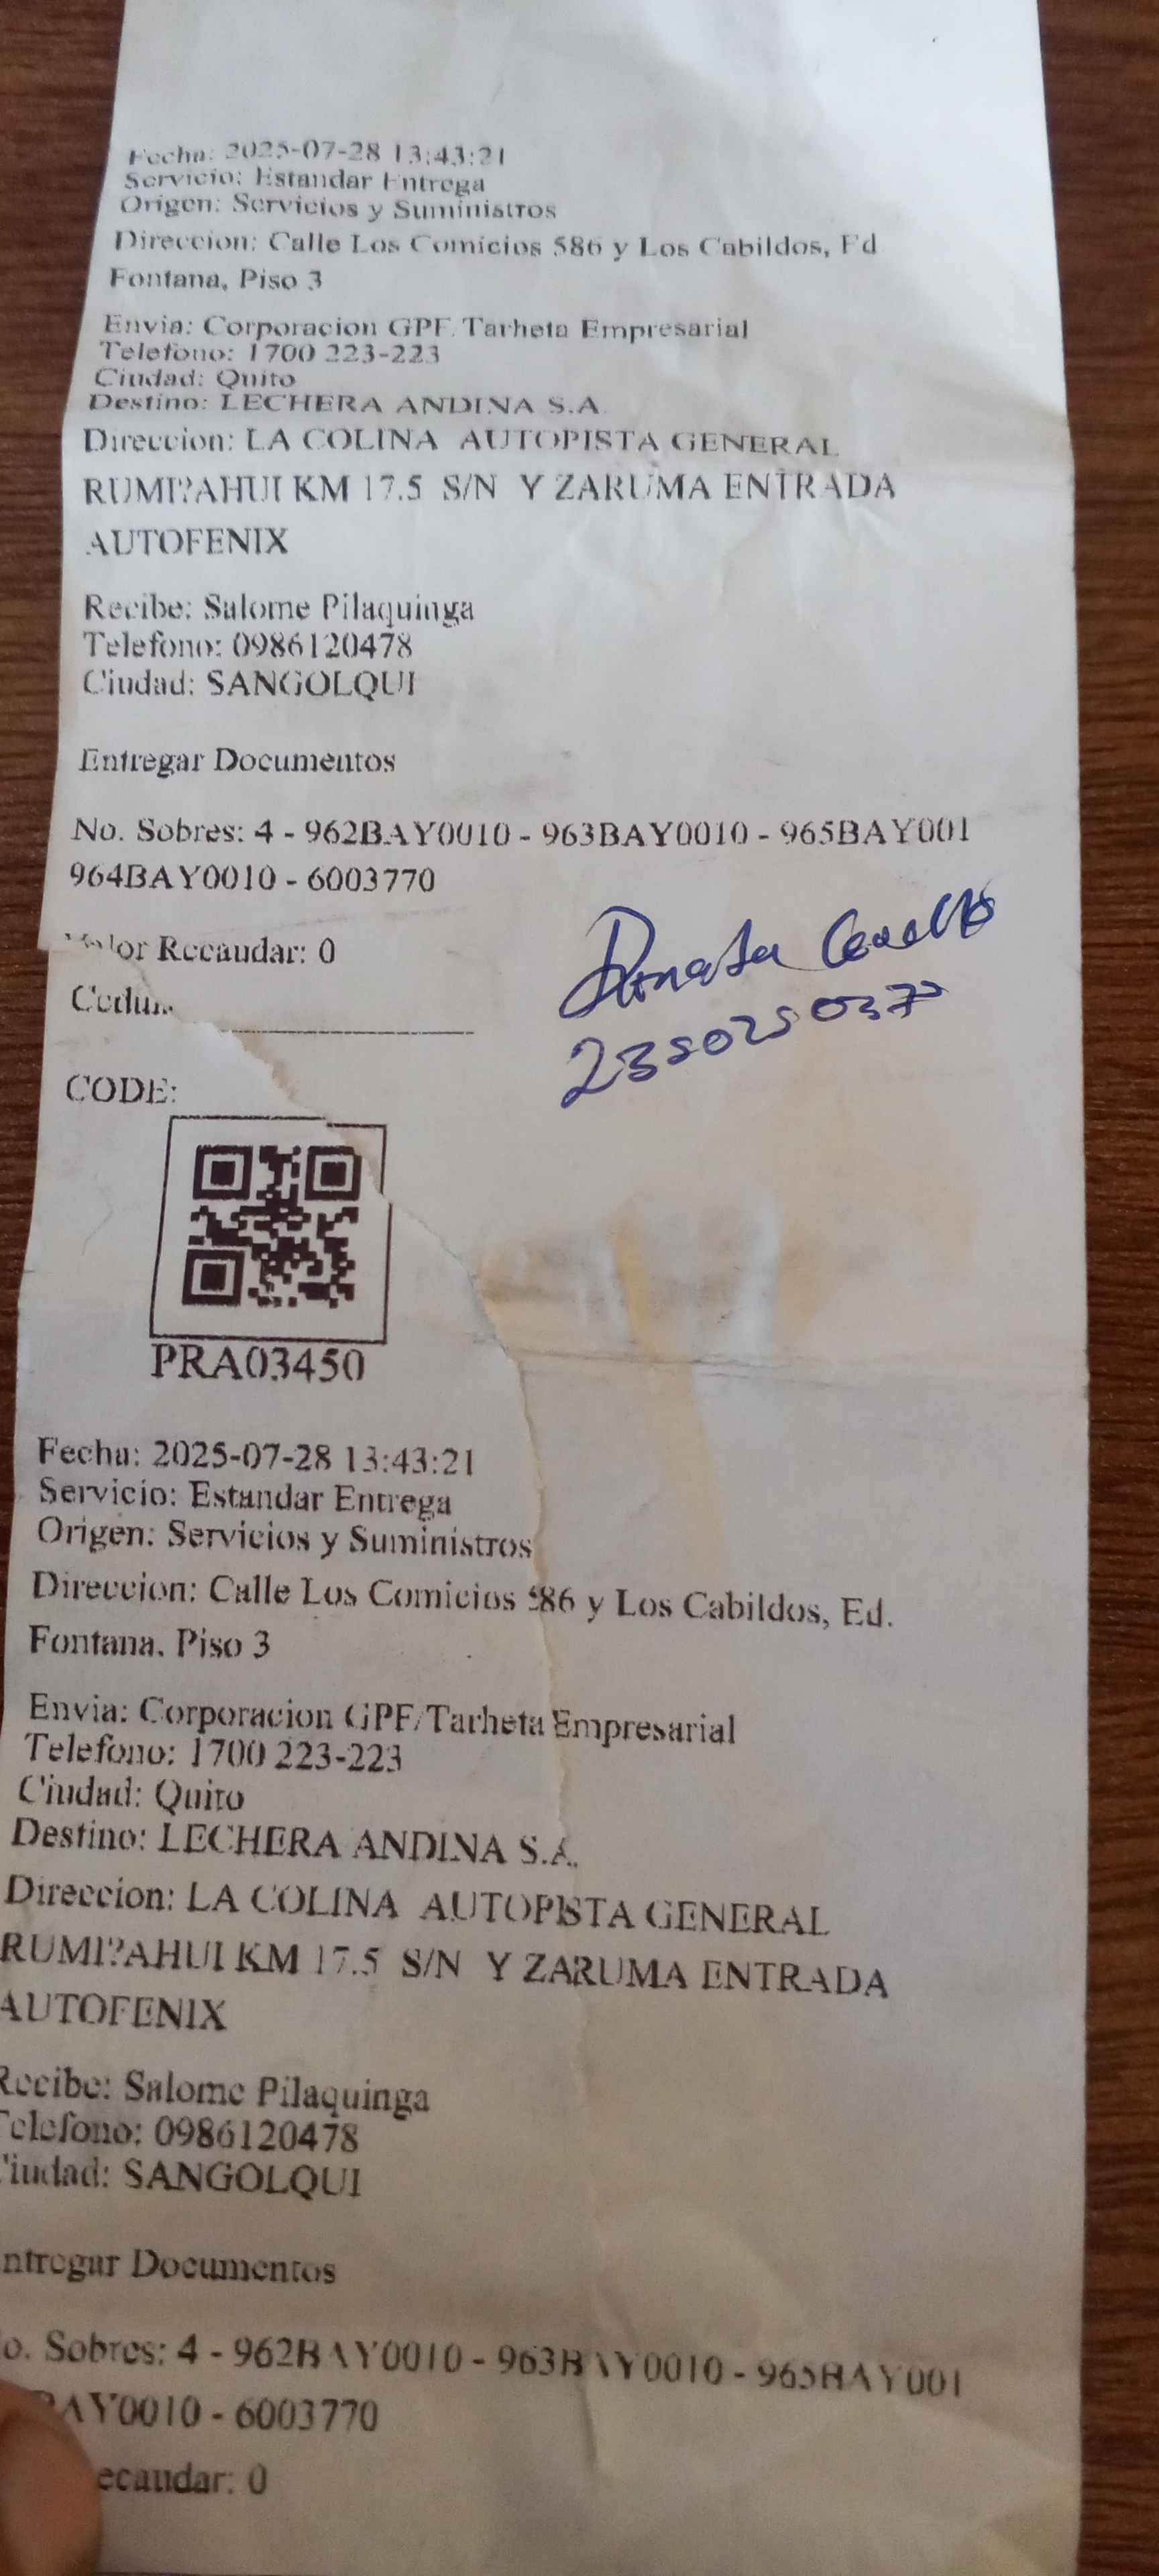 Fecha: 2025-07-28 13:43:21
Servicio: Estandar Entrega
Origen: Servicios y Suministros
Direccion: Calle Los Comicios 586 y Los Cabildos, Ed
Fontana, Piso 3
Envia: Corporacion GPF/Tarheta Empresarial
Telefono: 1700 223-223
Ciudad: Quito
Destino: LECHERA ANDINA S.A.
Direccion: LA COLINA AUTOPISTA GENERAL
RUMI?AHUI KM 17.5 S/N Y ZARUMA ENTRADA
AUTOFENIX
Recibe: Salome Pilaquinga
Telefono: 0986120478
Ciudad: SANGOLQUI
Entregar Documentos
No. Sobres: 4 - 962BAY0010 - 963BAY0010 - 965BAY001
964BAY0010 - 6003770
Valor Recaudar: 0
CODE:
PRA03450
Fecha: 2025-07-28 13:43:21
Servicio: Estandar Entrega
Origen: Servicios y Suministros
Direccion: Calle Los Comicios 586 y Los Cabildos, Ed.
Fontana, Piso 3
Envia: Corporacion GPF/Tarheta Empresarial
Telefono: 1700 223-223
Ciudad: Quito
Destino: LECHERA ANDINA S.A.
Direccion: LA COLINA AUTOPISTA GENERAL
RUMI?AHUI KM 17.5 S/N Y ZARUMA ENTRADA
AUTOFENIX
Recibe: Salome Pilaquinga
Telefono: 0986120478
Ciudad: SANGOLQUI
ntregar Documentos
o. Sobres: 4 - 962BAY0010 - 963BAY0010 - 965BAY001
BAY0010 - 6003770
ecaudar: 0